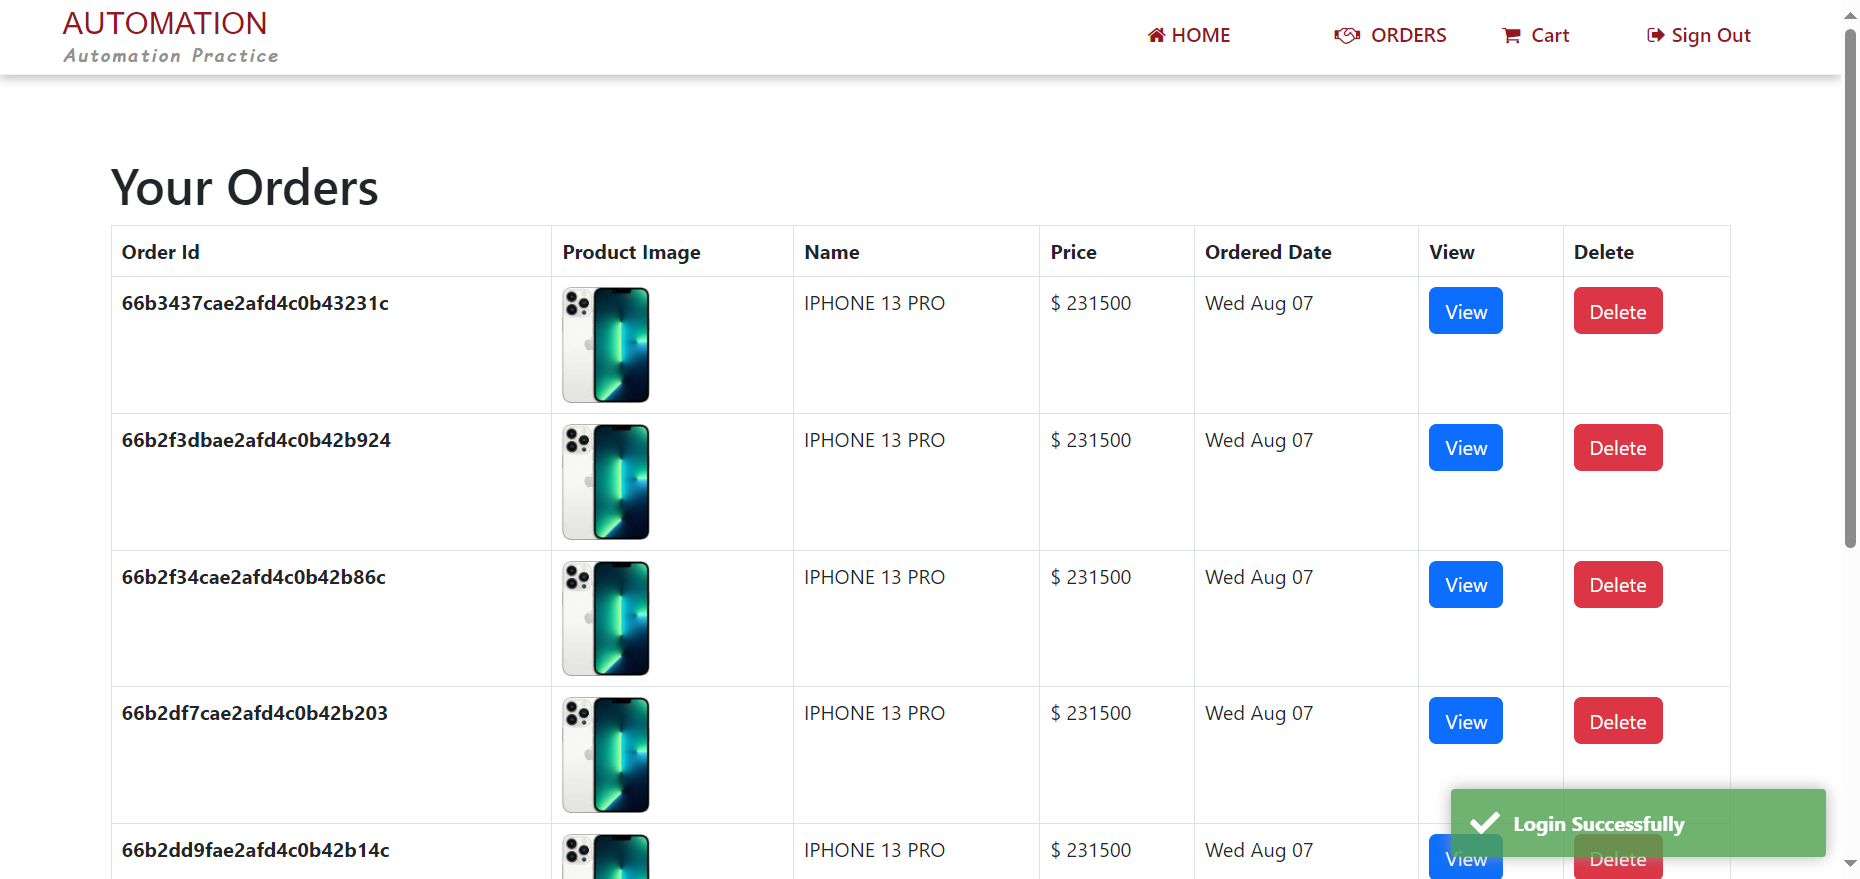 AUTOMATION
Automation Practice
HOME ORDERS Cart Sign Out
Your Orders
Order Id Product Image Name Price Ordered Date View Delete
66b3437cae2afd4c0b43231c IPHONE 13 PRO $ 231500 Wed Aug 07 View Delete
66b2f3dbae2afd4c0b42b924 IPHONE 13 PRO $ 231500 Wed Aug 07 View Delete
66b2f34cae2afd4c0b42b86c IPHONE 13 PRO $ 231500 Wed Aug 07 View Delete
66b2df7cae2afd4c0b42b203 IPHONE 13 PRO $ 231500 Wed Aug 07 View Delete
Login Successfully
66b2dd9fae2afd4c0b42b14c IPHONE 13 PRO $ 231500 Wed Aug 07 View Delete